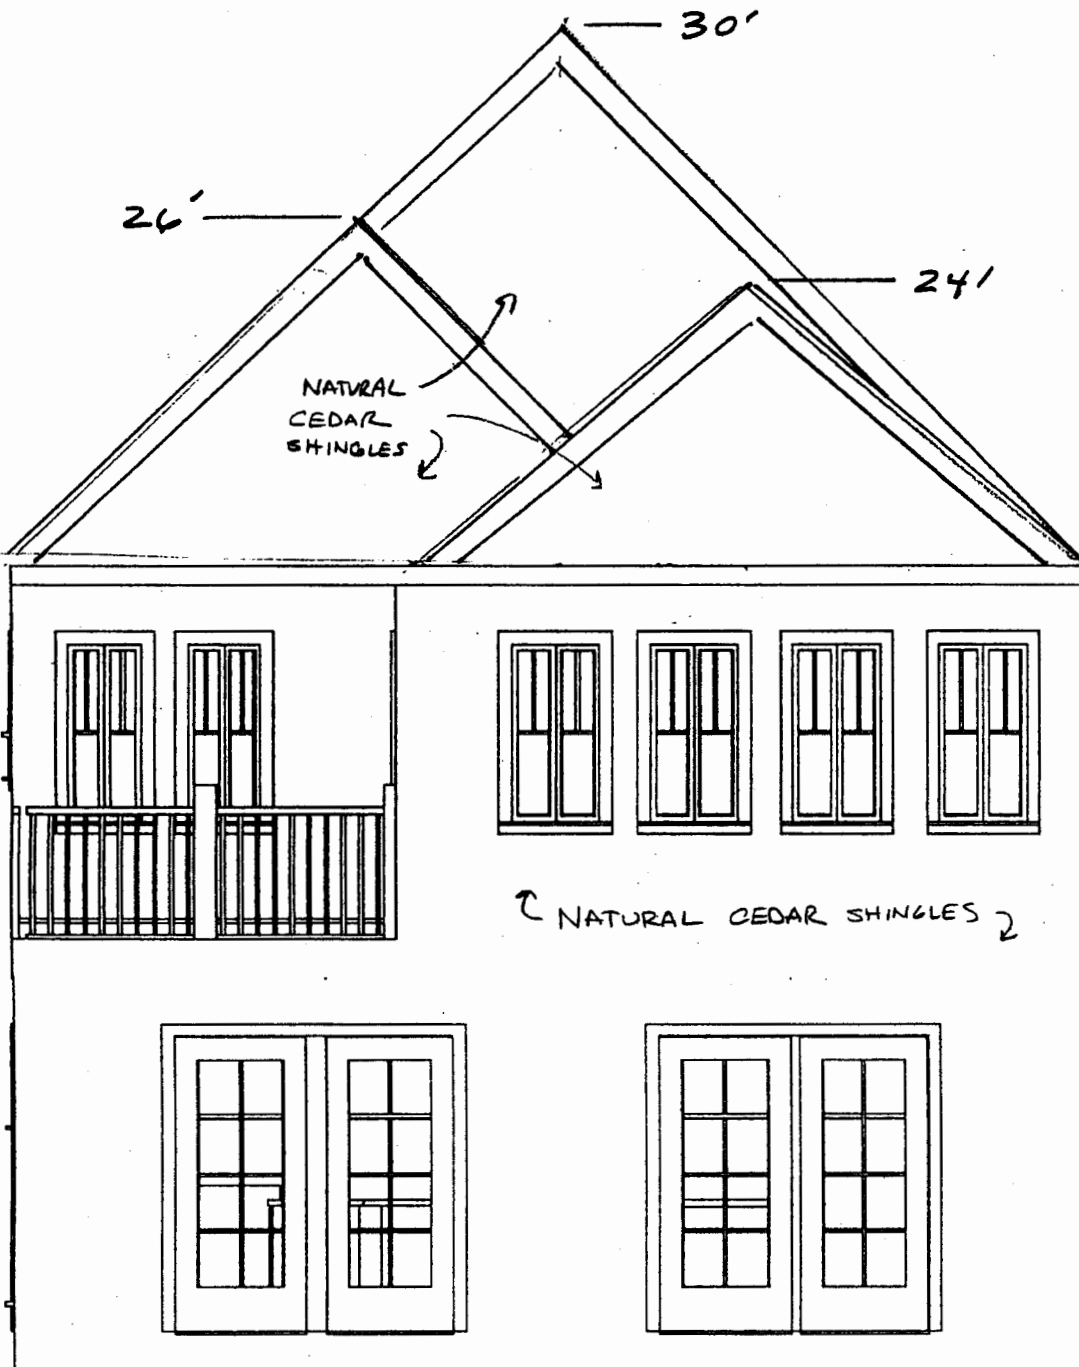 30'
26'
24'
NATURAL
CEDAR
SHINGLES
NATURAL CEDAR SHINGLES